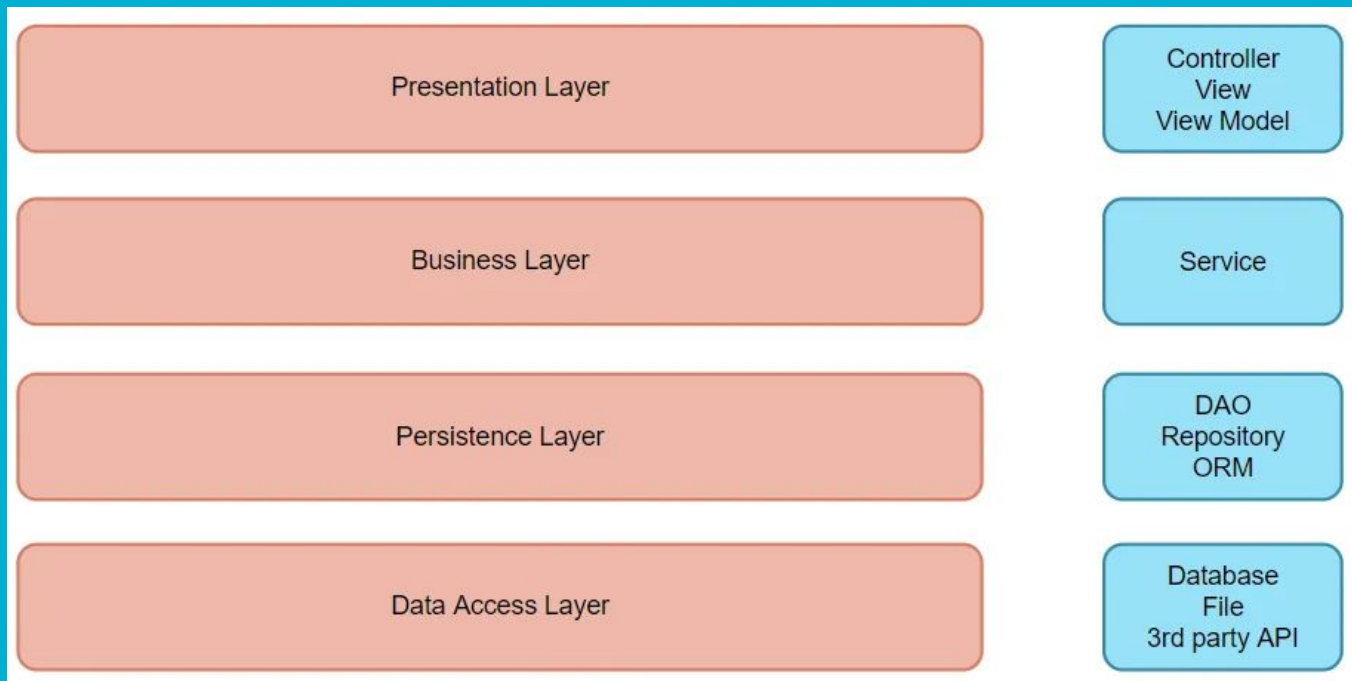 Presentation Layer
Controller
View
View Model
Business Layer
Service
Persistence Layer
DAO
Repository
ORM
Data Access Layer
Database
File
3rd party API